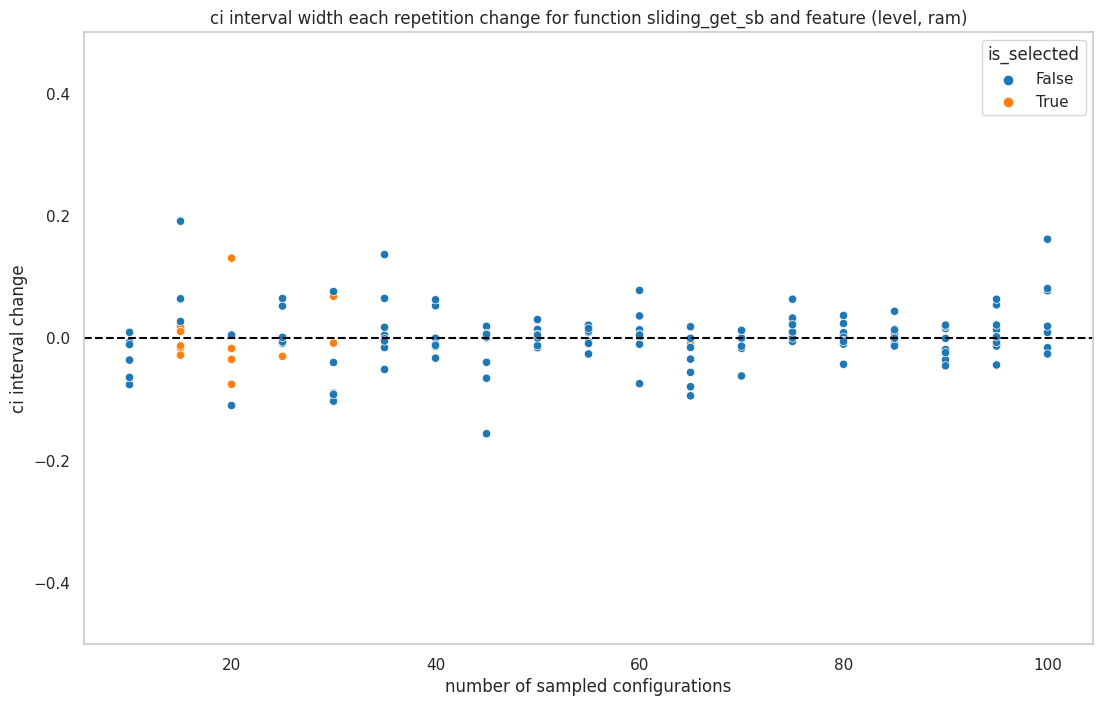 ci interval width each repetition change for function sliding_get_sb and feature (level, ram)
is_selected
False
True
0.4
0.2
0.0
−0.2
−0.4
ci interval change
20
40
60
80
100
number of sampled configurations